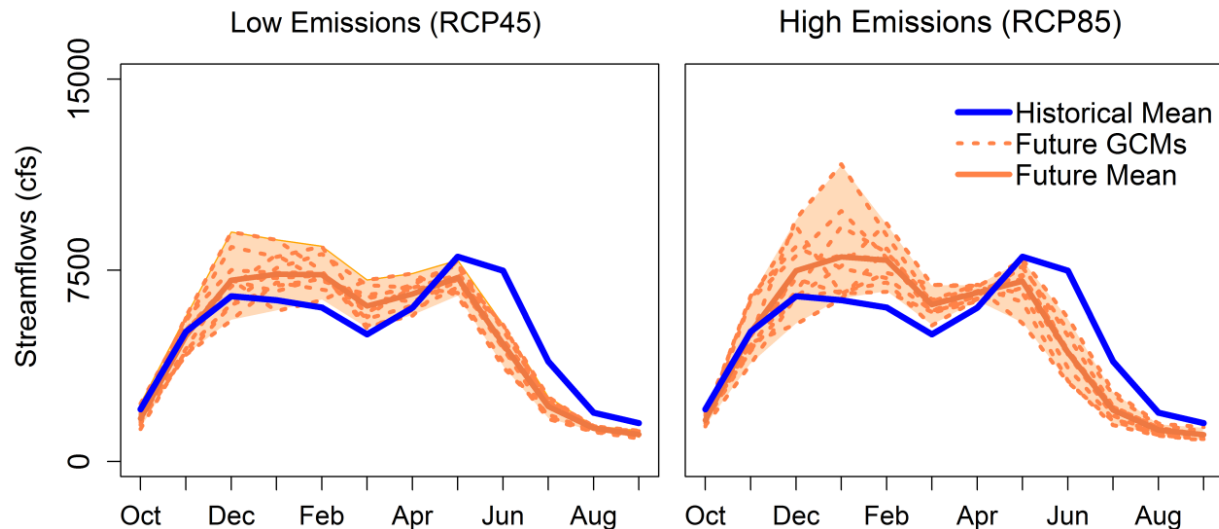 Low Emissions (RCP45)
High Emissions (RCP85)
Streamflows (cfs)
15000
7500
0
Historical Mean
Future GCMs
Future Mean
Oct Dec Feb Apr Jun Aug
Oct Dec Feb Apr Jun Aug